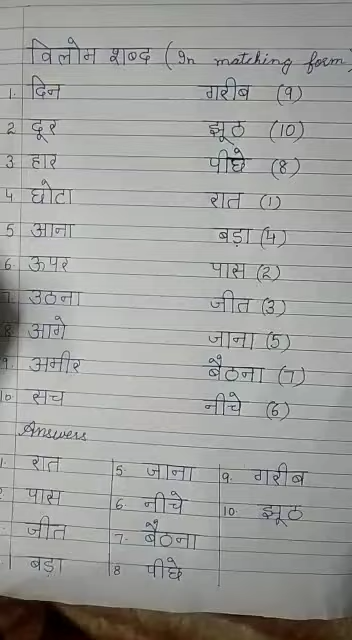 विलोम शब्द (In matching form)
1. दिन गरीब (9)
2 दूर झूठ (10)
3 हार पीछे (8)
4 छोटा रात (1)
5 आना बड़ा (4)
6 ऊपर पास (2)
7. उठना जीत (3)
8. आगे जाना (5)
9. अमीर बैठना (7)
10. सच नीचे (6)
Answers
1. रात 5. जाना 9. गरीब
2. पास 6. नीचे 10. झूठ
जीत 7. बैठना
बड़ा 8 पीछे